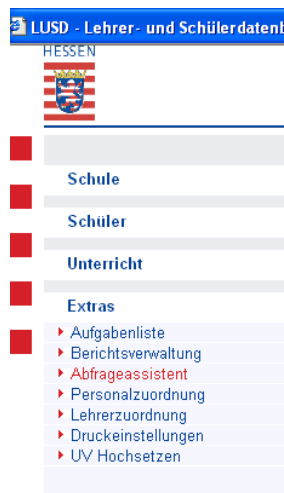 LUSD - Lehrer- und Schülerdatenb
HESSEN
Schule
Schüler
Unterricht
Extras
Aufgabenliste
Berichtsverwaltung
Abfrageassistent
Personalzuordnung
Lehrerzuordnung
Druckeinstellungen
UV Hochsetzen